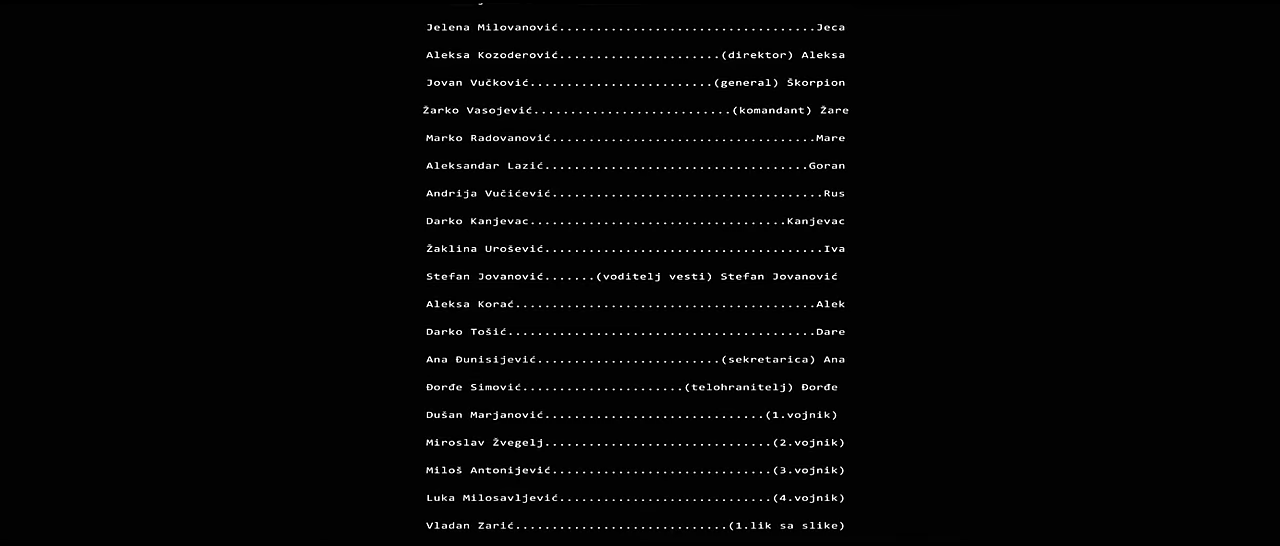 Jelena Milovanović...................................Jeca
Aleksa Kozoderović......................(direktor) Aleksa
Jovan Vučković.........................(general) Škorpion
Žarko Vasojević...........................(komandant) Žare
Marko Radovanović....................................Mare
Aleksandar Lazić....................................Goran
Andrija Vučićević.....................................Rus
Darko Kanjevac...................................Kanjevac
Žaklina Urošević......................................Iva
Stefan Jovanović.......(voditelj vesti) Stefan Jovanović
Aleksa Korać.........................................Alek
Darko Tošić..........................................Dare
Ana Đunisijević.........................(sekretarica) Ana
Đorđe Simović......................(telohranitelj) Đorđe
Dušan Marjanović..............................(1.vojnik)
Miroslav Žvegelj...............................(2.vojnik)
Miloš Antonijević..............................(3.vojnik)
Luka Milosavljević.............................(4.vojnik)
Vladan Zarić.............................(1.lik sa slike)